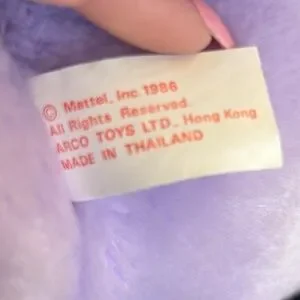 © Mattel, Inc. 1986
All Rights Reserved.
ARCO TOYS LTD., Hong Kong
MADE IN THAILAND